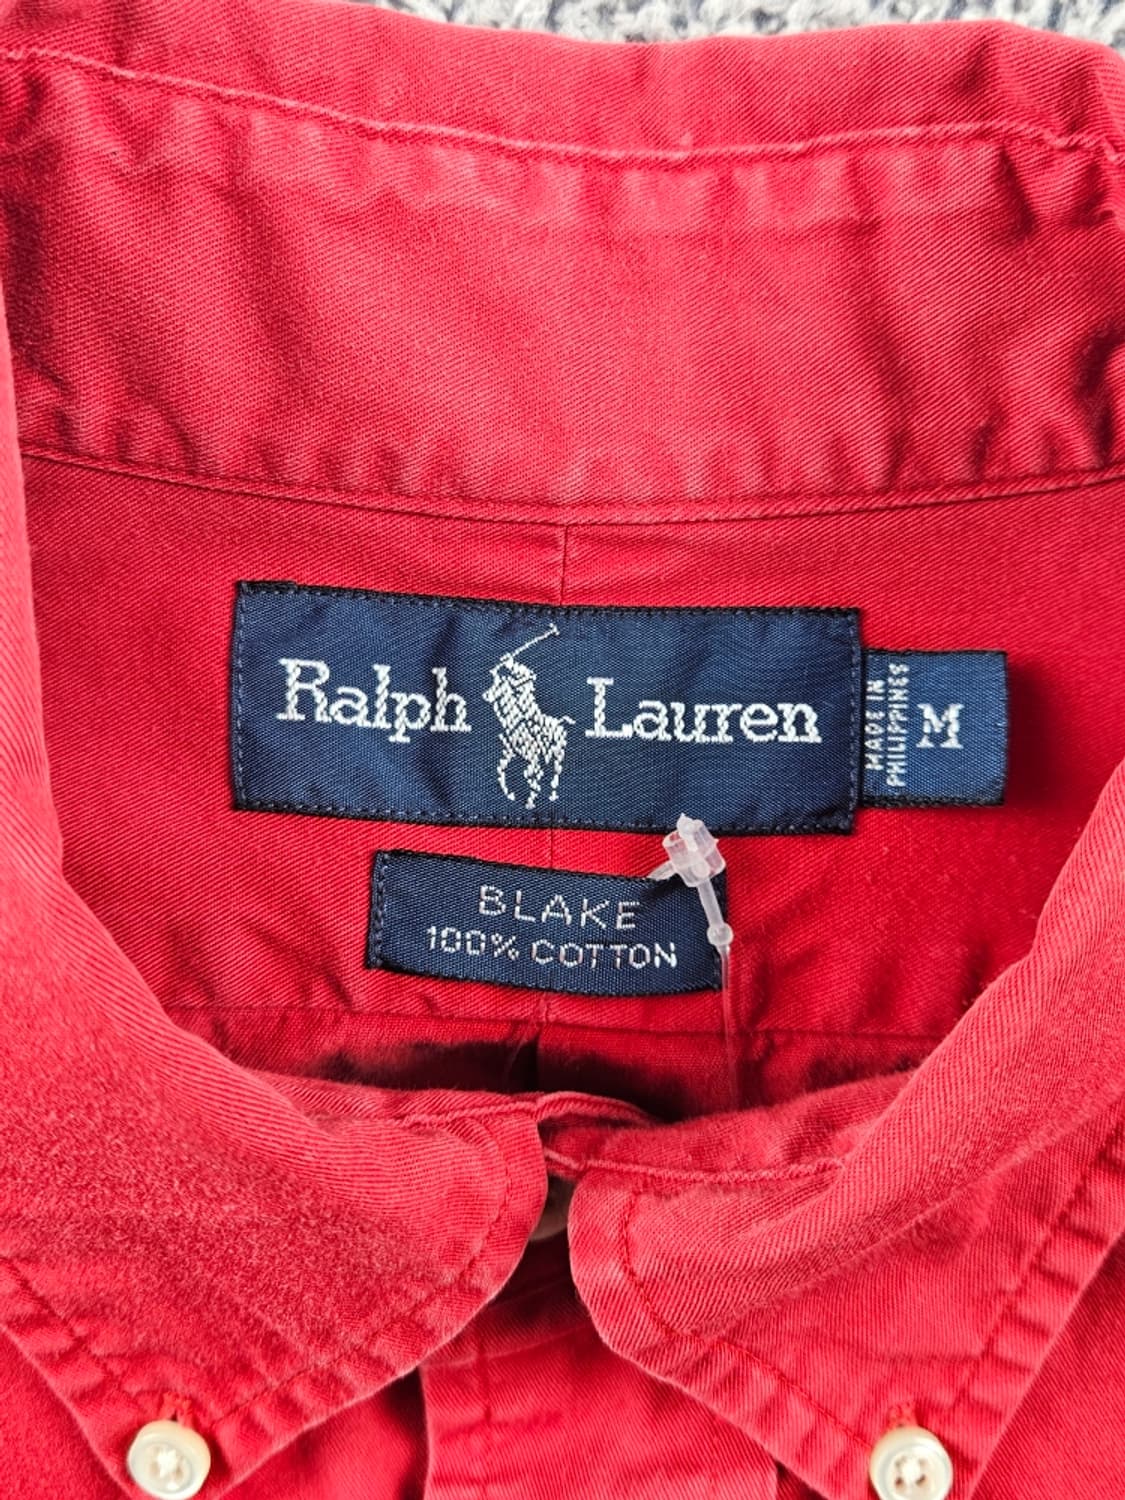 Ralph Lauren
MADE IN
PHILIPPINES
M
BLAKE
100% COTTON